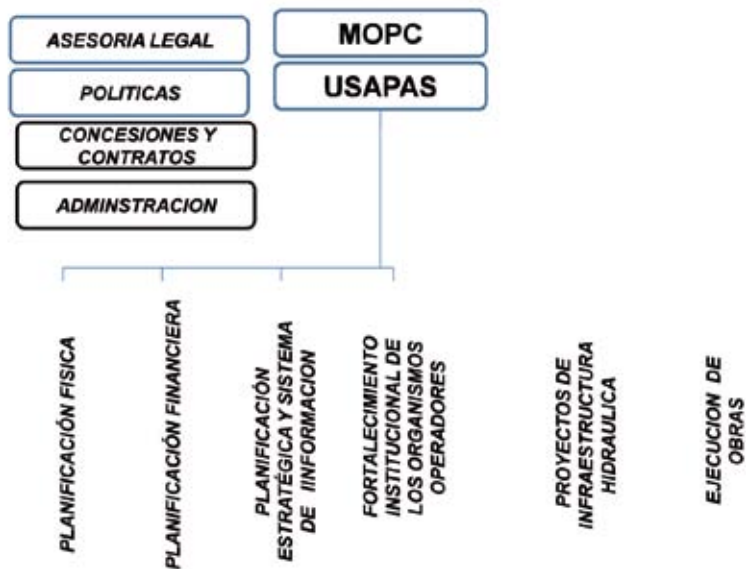 ASESORIA LEGAL
MOPC
POLITICAS
USAPAS
CONCESIONES Y
CONTRATOS
ADMINSTRACION
PLANIFICACIÓN FISICA
PLANIFICACIÓN FINANCIERA
PLANIFICACIÓN
ESTRATÉGICA Y SISTEMA
DE IINFORMACION
FORTALECIMIENTO
INSTITUCIONAL DE
LOS ORGANISMOS
OPERADORES
PROYECTOS DE
INFRAESTRUCTURA
HIDRAULICA
EJECUCION DE
OBRAS